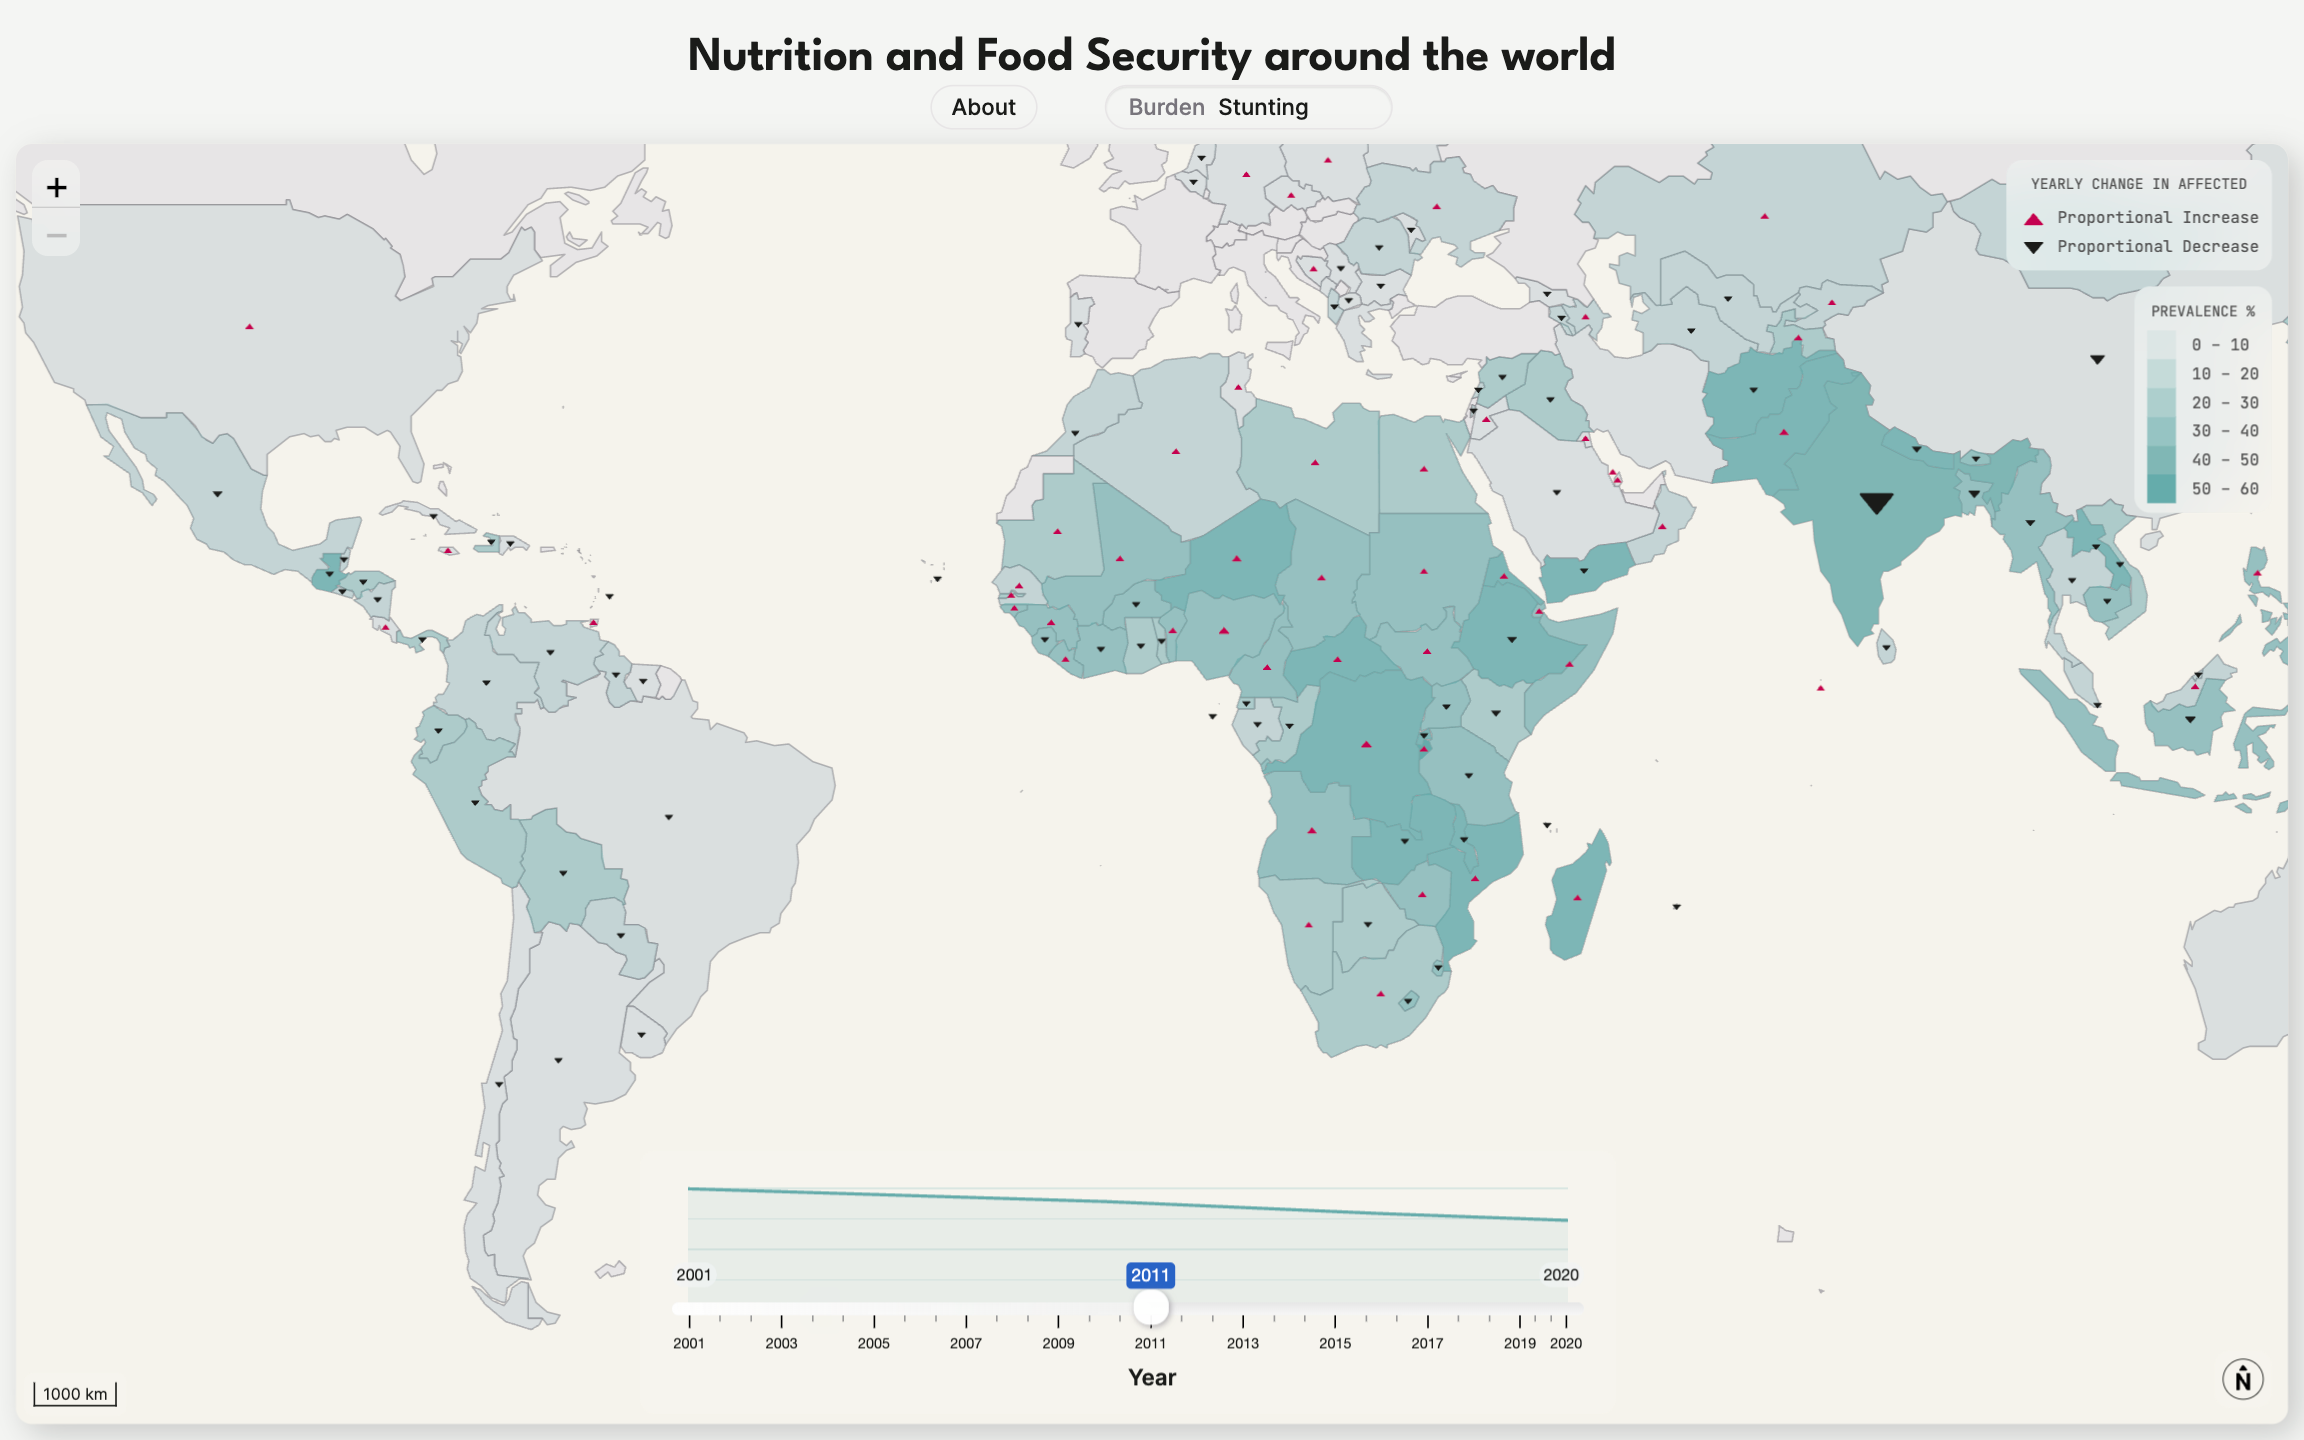 Nutrition and Food Security around the world
About
Burden Stunting
+
−
YEARLY CHANGE IN AFFECTED
Proportional Increase
Proportional Decrease
PREVALENCE %
0 – 10
10 – 20
20 – 30
30 – 40
40 – 50
50 – 60
2001 2011 2020
2001 2003 2005 2007 2009 2011 2013 2015 2017 2019 2020
Year
1000 km
N